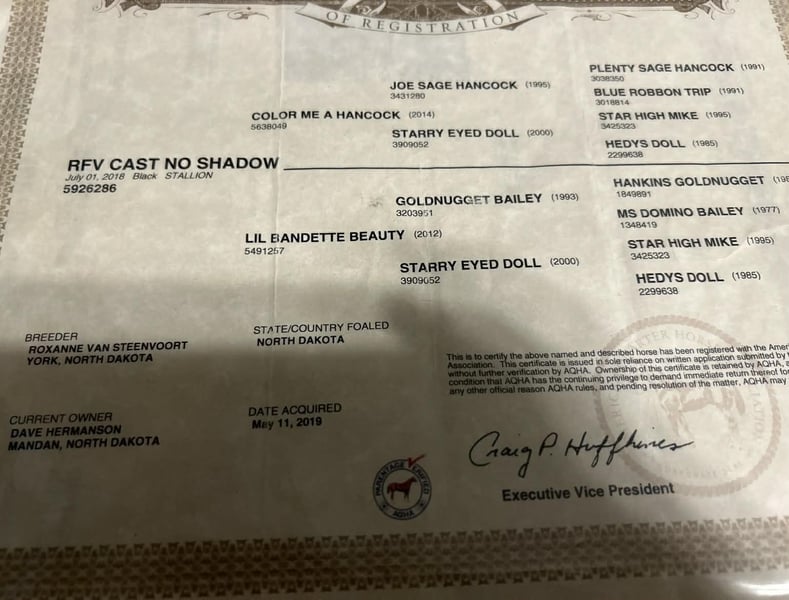 OF REGISTRATION
PLENTY SAGE HANCOCK (1991)
3038350
JOE SAGE HANCOCK (1995)
3431280
BLUE ROBBON TRIP (1991)
3018814
COLOR ME A HANCOCK (2014)
5638049
STAR HIGH MIKE (1995)
3425323
STARRY EYED DOLL (2000)
3909052
HEDYS DOLL (1985)
2299638
RFV CAST NO SHADOW
July 01, 2018 Black STALLION
5926286
HANKINS GOLDNUGGET
1849891
GOLDNUGGET BAILEY (1993)
3203951
MS DOMINO BAILEY (1977)
1348419
LIL BANDETTE BEAUTY (2012)
5491257
STAR HIGH MIKE (1995)
3425323
STARRY EYED DOLL (2000)
3909052
HEDYS DOLL (1985)
2299638
BREEDER
ROXANNE VAN STEENVOORT
YORK, NORTH DAKOTA
STATE/COUNTRY FOALED
NORTH DAKOTA
CURRENT OWNER
DAVE HERMANSON
MANDAN, NORTH DAKOTA
DATE ACQUIRED
May 11, 2019
This is to certify the above named and described horse has been registered with the
Association. This certificate is issued in sole reliance on written application submitted by
without further verification by AQHA. Ownership of this certificate is retained by AQHA,
condition that AQHA has the continuing privilege to demand immediate return thereof for
any other official reason AQHA rules, and pending resolution of the matter, AQHA may
PARENTAGE VERIFIED
AQHA
Craig P. Huffhines
Executive Vice President